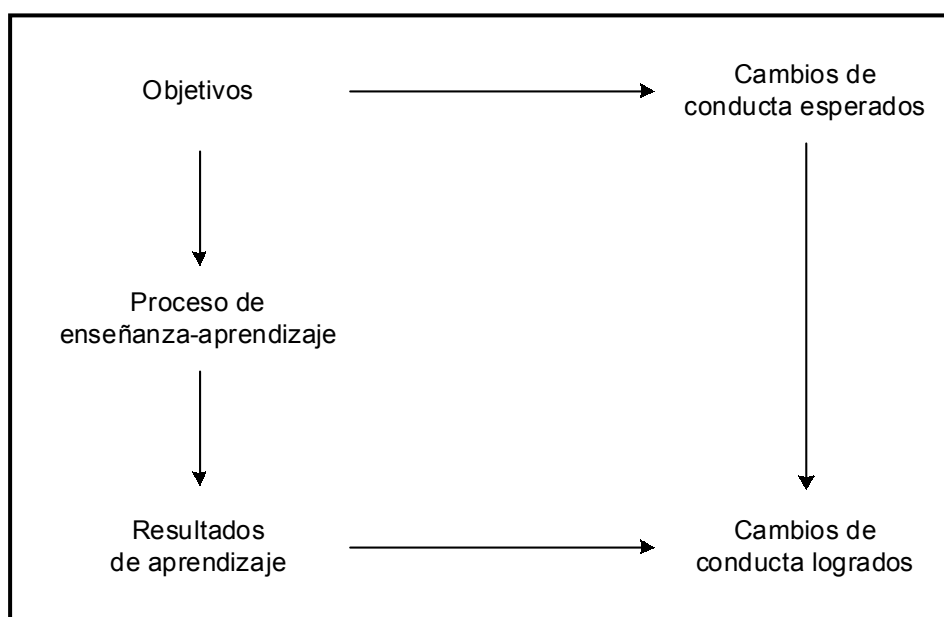 Objetivos
Cambios de
conducta esperados
Proceso de
enseñanza-aprendizaje
Resultados
de aprendizaje
Cambios de
conducta logrados